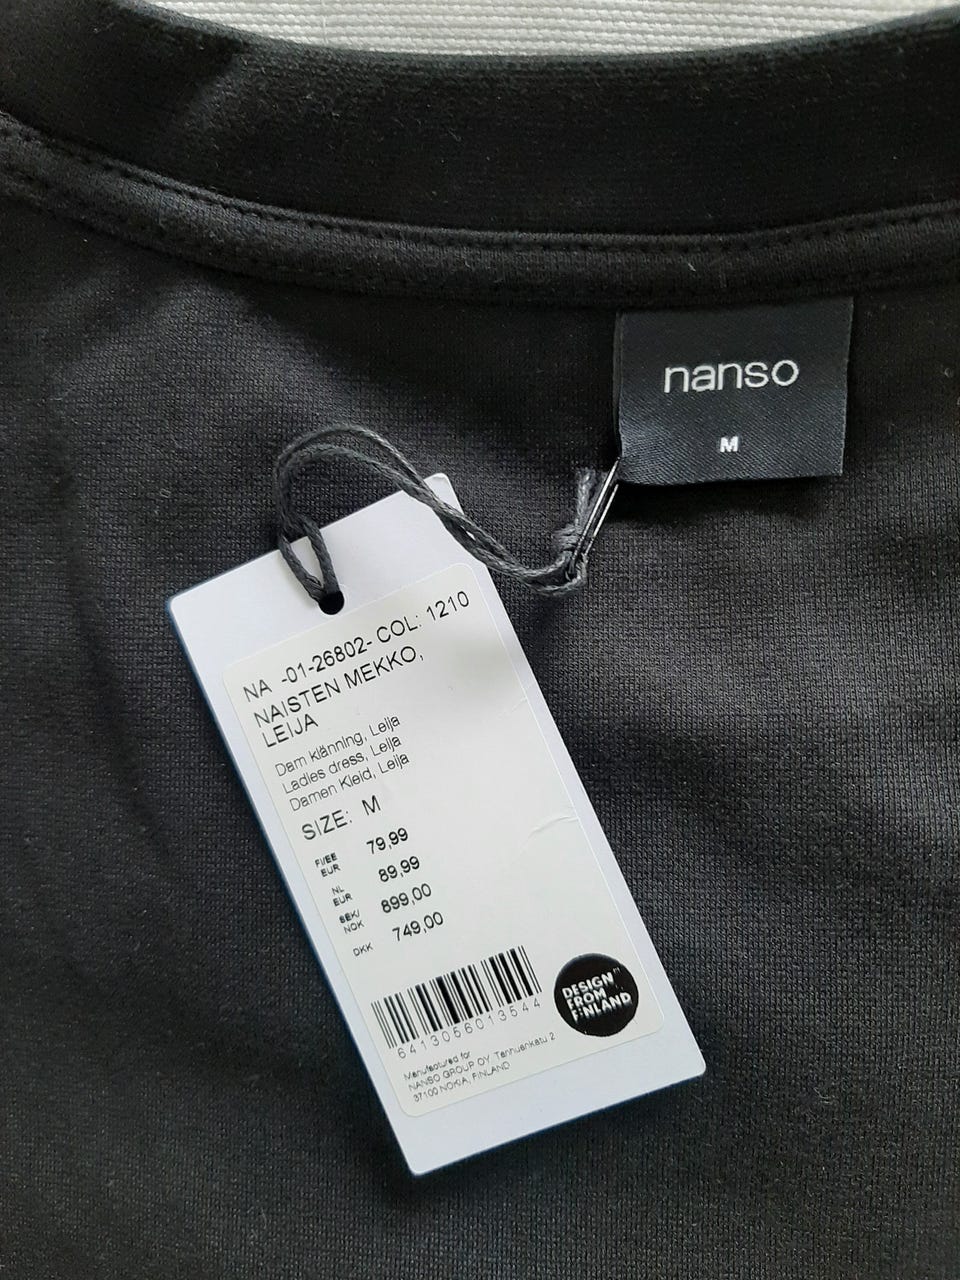 nanso
M
NA -01-26802- COL: 1210
NAISTEN MEKKO,
LEIJA
Dam klänning, Leija
Ladies dress, Leija
Damen Kleid, Leija
SIZE: M
FI/EE
EUR 79,99
NL
EUR 89,99
SEK/
NOK 899,00
DKK 749,00
6413056013544
DESIGN
FROM
FINLAND
Manufactured for
NANSO GROUP OY Tennuenkatu 2
37100 NOKIA, FINLAND